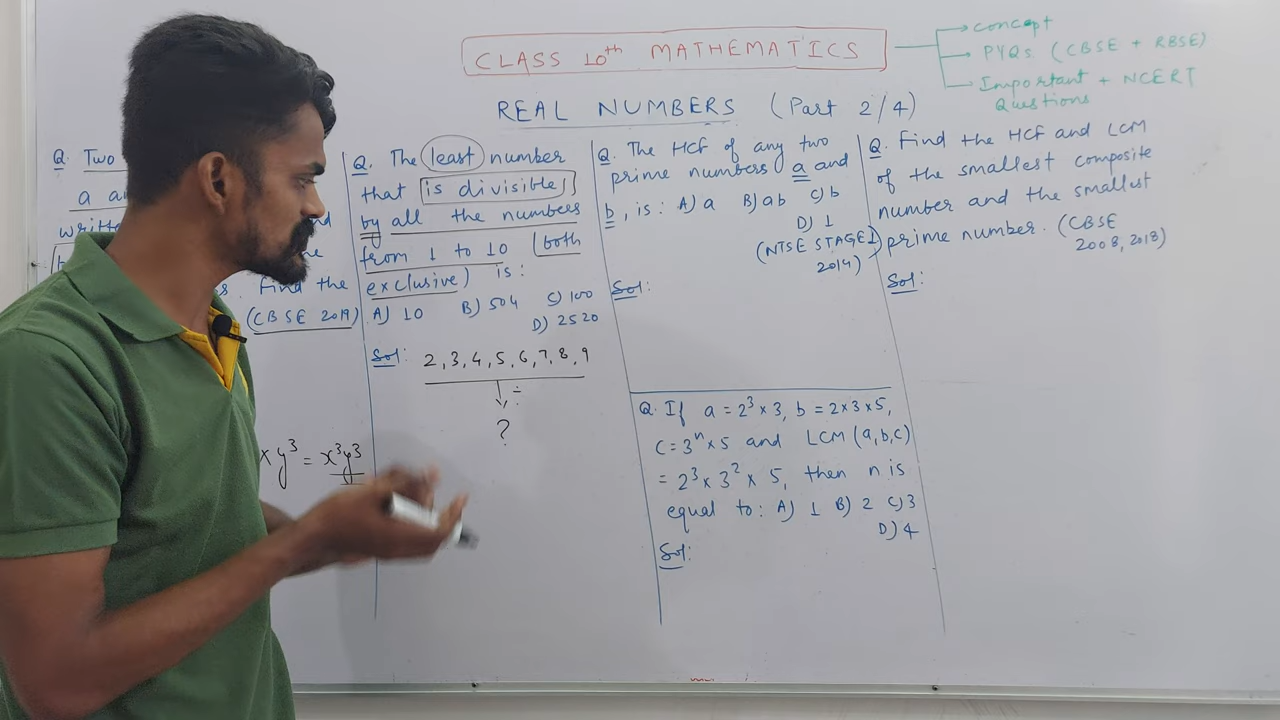 CLASS 10th MATHEMATICS
concept
PYQs (CBSE + RBSE)
Important + NCERT
Questions
REAL NUMBERS (Part 2/4)
Q. Two
a a
writt
Find the
(CBSE 2019)
x y³ = x³y³
Q. The least number
that is divisible
by all the numbers
from 1 to 10 (both
exclusive) is:
A) 10 B) 504 C) 100
D) 2520
Sol: 2, 3, 4, 5, 6, 7, 8, 9
÷
?
Q. The HCF of any two
prime numbers a and
b, is: A) a B) ab C) b
D) 1
(NTSE STAGE I
2014)
Sol:
Q. If a = 2³ × 3, b = 2 × 3 × 5,
c = 3ⁿ × 5 and LCM (a, b, c)
= 2³ × 3² × 5, then n is
equal to: A) 1 B) 2 C) 3
D) 4
Sol:
Q. Find the HCF and LCM
of the smallest composite
number and the smallest
prime number. (CBSE
2008, 2018)
Sol: